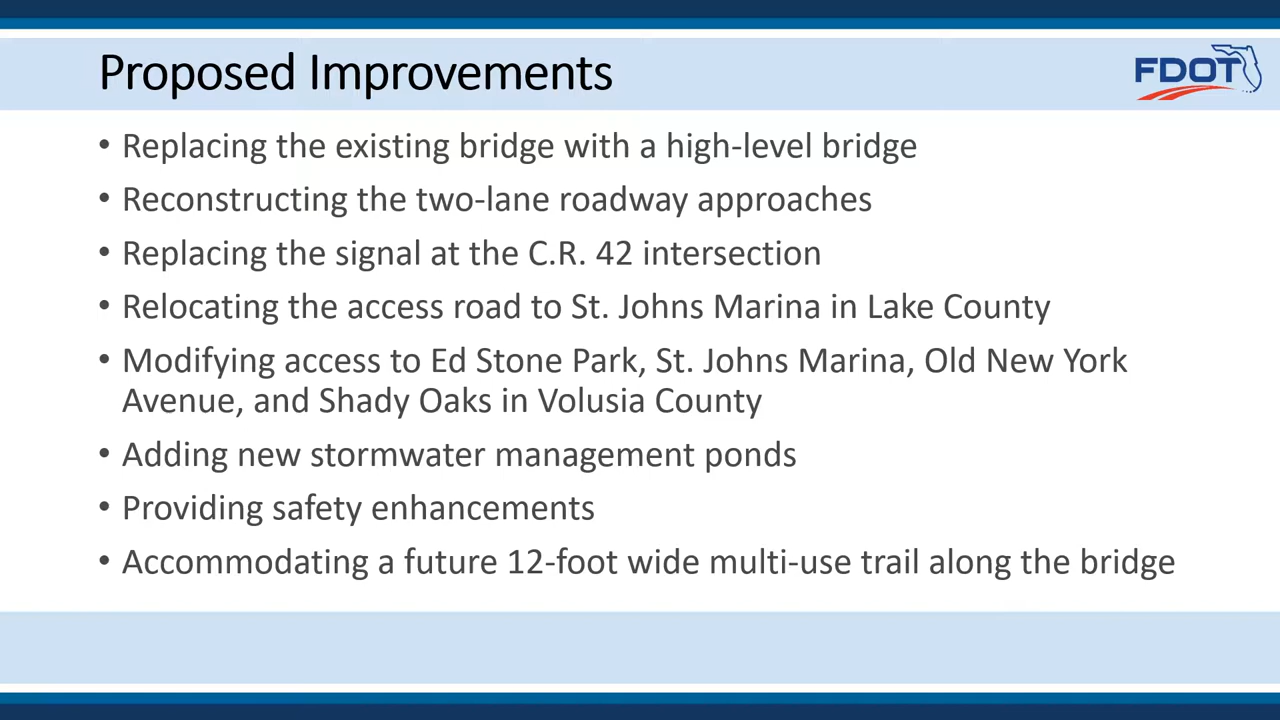 Proposed Improvements
FDOT
• Replacing the existing bridge with a high-level bridge
• Reconstructing the two-lane roadway approaches
• Replacing the signal at the C.R. 42 intersection
• Relocating the access road to St. Johns Marina in Lake County
• Modifying access to Ed Stone Park, St. Johns Marina, Old New York
Avenue, and Shady Oaks in Volusia County
• Adding new stormwater management ponds
• Providing safety enhancements
• Accommodating a future 12-foot wide multi-use trail along the bridge